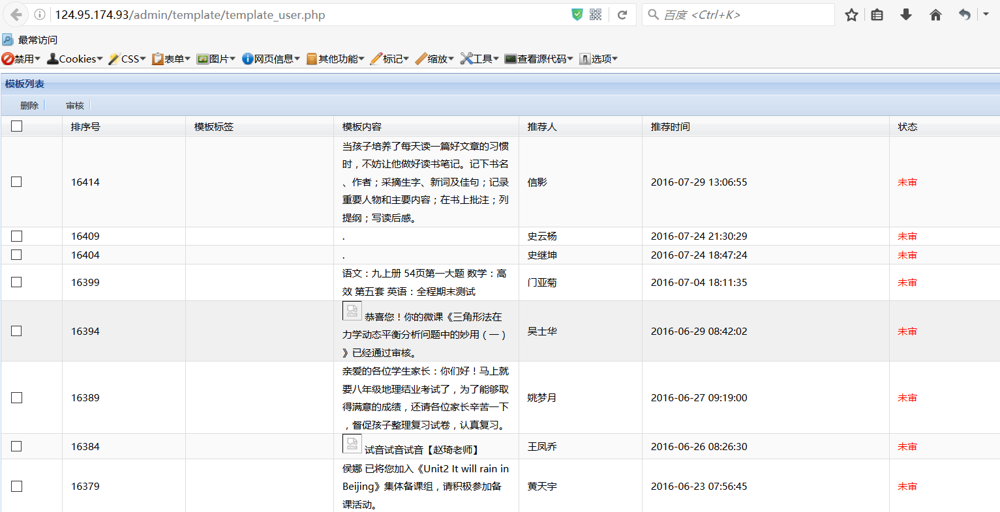 124.95.174.93/admin/template/template_user.php
百度 <Ctrl+K>
最常访问
禁用 Cookies CSS 表单 图片 网页信息 其他功能 标记 缩放 工具 查看源代码 选项
模板列表
删除 审核
排序号 模板标签 模板内容 推荐人 推荐时间 状态
当孩子培养了每天读一篇好文章的习惯
时，不妨让他做好读书笔记。记下书名
、作者；采摘生字、新词及佳句；记录
重要人物和主要内容；在书上批注；列
提纲；写读后感。
16414 信影 2016-07-29 13:06:55 未审
16409 . 史云杨 2016-07-24 21:30:29 未审
16404 . 史继坤 2016-07-24 18:47:24 未审
语文：九上册 54页第一大题 数学：高
效 第五套 英语：全程期末测试
16399 门亚菊 2016-07-04 18:11:35 未审
恭喜您！你的微课《三角形法在
力学动态平衡分析问题中的妙用（一）
》已经通过审核。
16394 吴士华 2016-06-29 08:42:02 未审
亲爱的各位学生家长：你们好！马上就
要八年级地理结业考试了，为了能够取
得满意的成绩，还请各位家长辛苦一下
，督促孩子整理复习试卷，认真复习。
16389 姚梦月 2016-06-27 09:19:00 未审
16384 试音试音试音【赵琦老师】 王凤乔 2016-06-26 08:26:30 未审
侯娜 已将您加入《Unit2 It will rain in
Beijing》集体备课组，请积极参加备
课活动。
16379 黄天宇 2016-06-23 07:56:45 未审